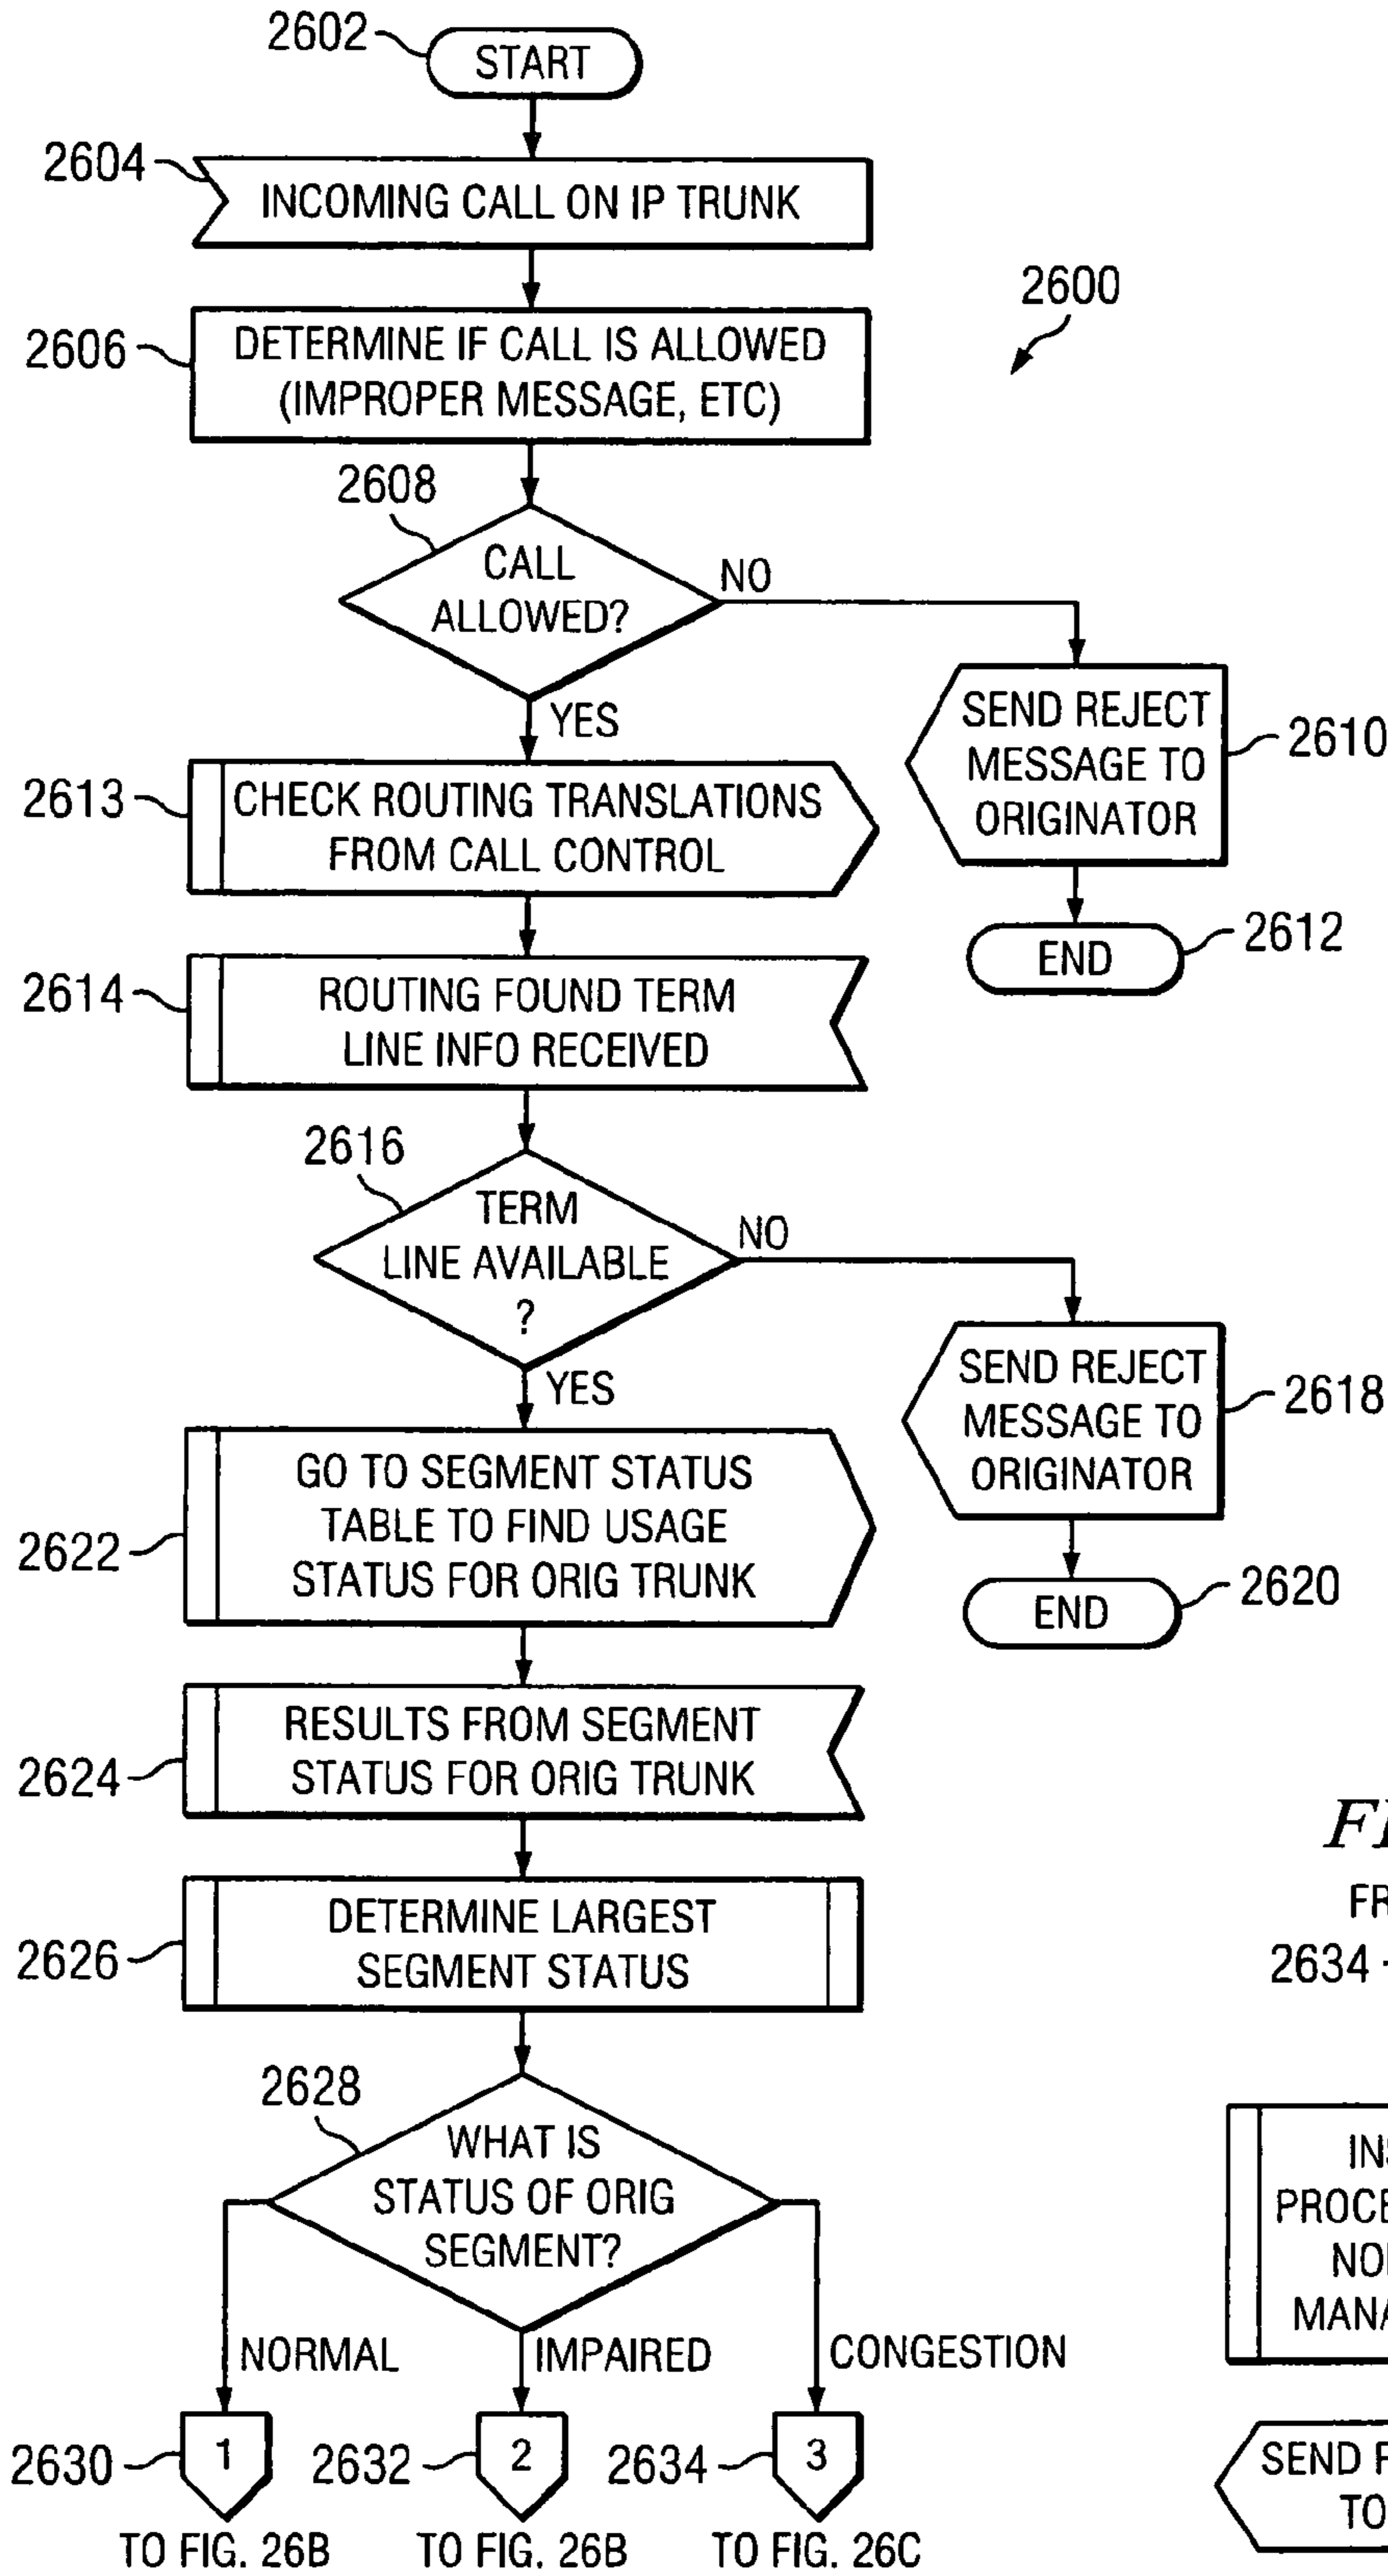 2602
START
2604
INCOMING CALL ON IP TRUNK
2600
2606
DETERMINE IF CALL IS ALLOWED
(IMPROPER MESSAGE, ETC)
2608
CALL
ALLOWED?
NO
YES
SEND REJECT
MESSAGE TO
ORIGINATOR
2610
2613
CHECK ROUTING TRANSLATIONS
FROM CALL CONTROL
END
2612
2614
ROUTING FOUND TERM
LINE INFO RECEIVED
2616
TERM
LINE AVAILABLE
?
NO
YES
SEND REJECT
MESSAGE TO
ORIGINATOR
2618
2622
GO TO SEGMENT STATUS
TABLE TO FIND USAGE
STATUS FOR ORIG TRUNK
END
2620
2624
RESULTS FROM SEGMENT
STATUS FOR ORIG TRUNK
2626
DETERMINE LARGEST
SEGMENT STATUS
2634
2628
WHAT IS
STATUS OF ORIG
SEGMENT?
NORMAL
IMPAIRED
CONGESTION
2630
1
2632
2
2634
3
TO FIG. 26B
TO FIG. 26B
TO FIG. 26C
SEND
TO